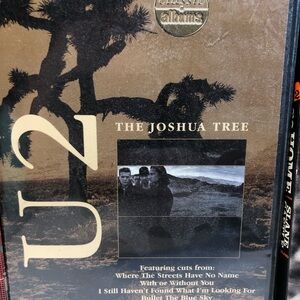 classic
albums
U2
THE JOSHUA TREE
Featuring cuts from:
Where The Streets Have No Name
With or Without You
I Still Haven't Found What I'm Looking For
Bullet The Blue Sky